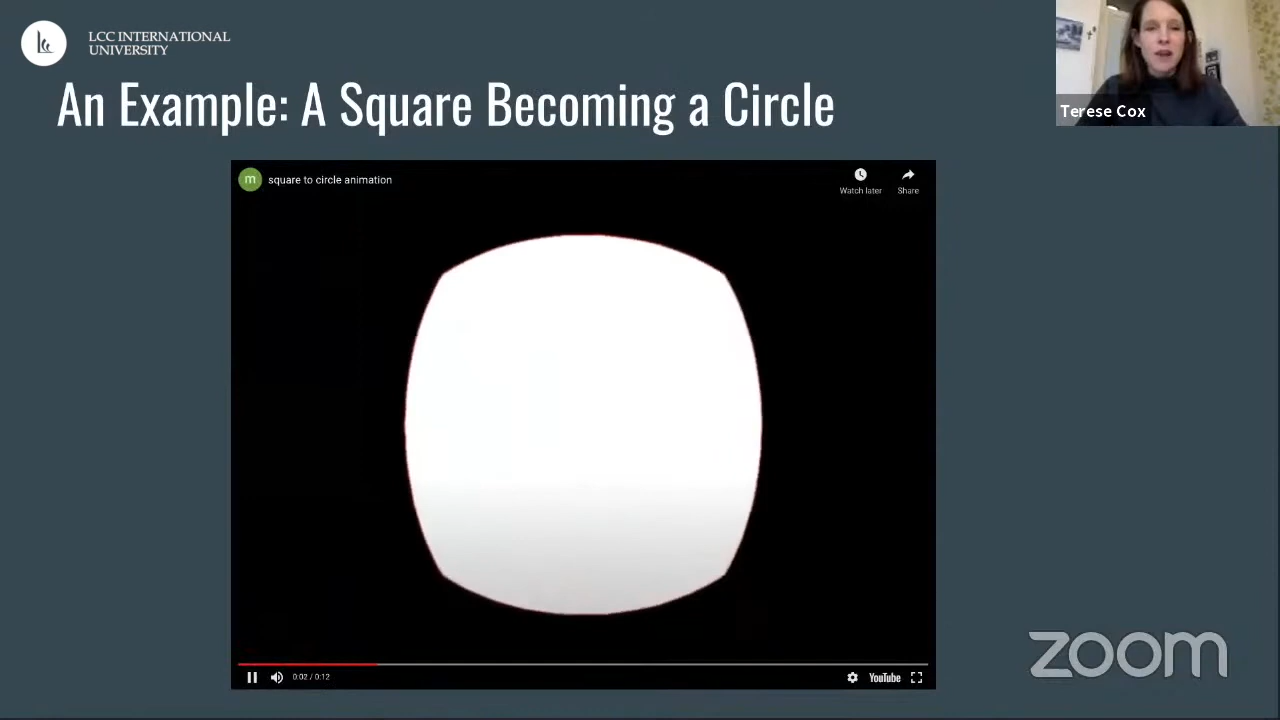 LCC INTERNATIONAL
UNIVERSITY
An Example: A Square Becoming a Circle
Terese Cox
m
square to circle animation
Watch later
Share
0:02 / 0:12
YouTube
zoom